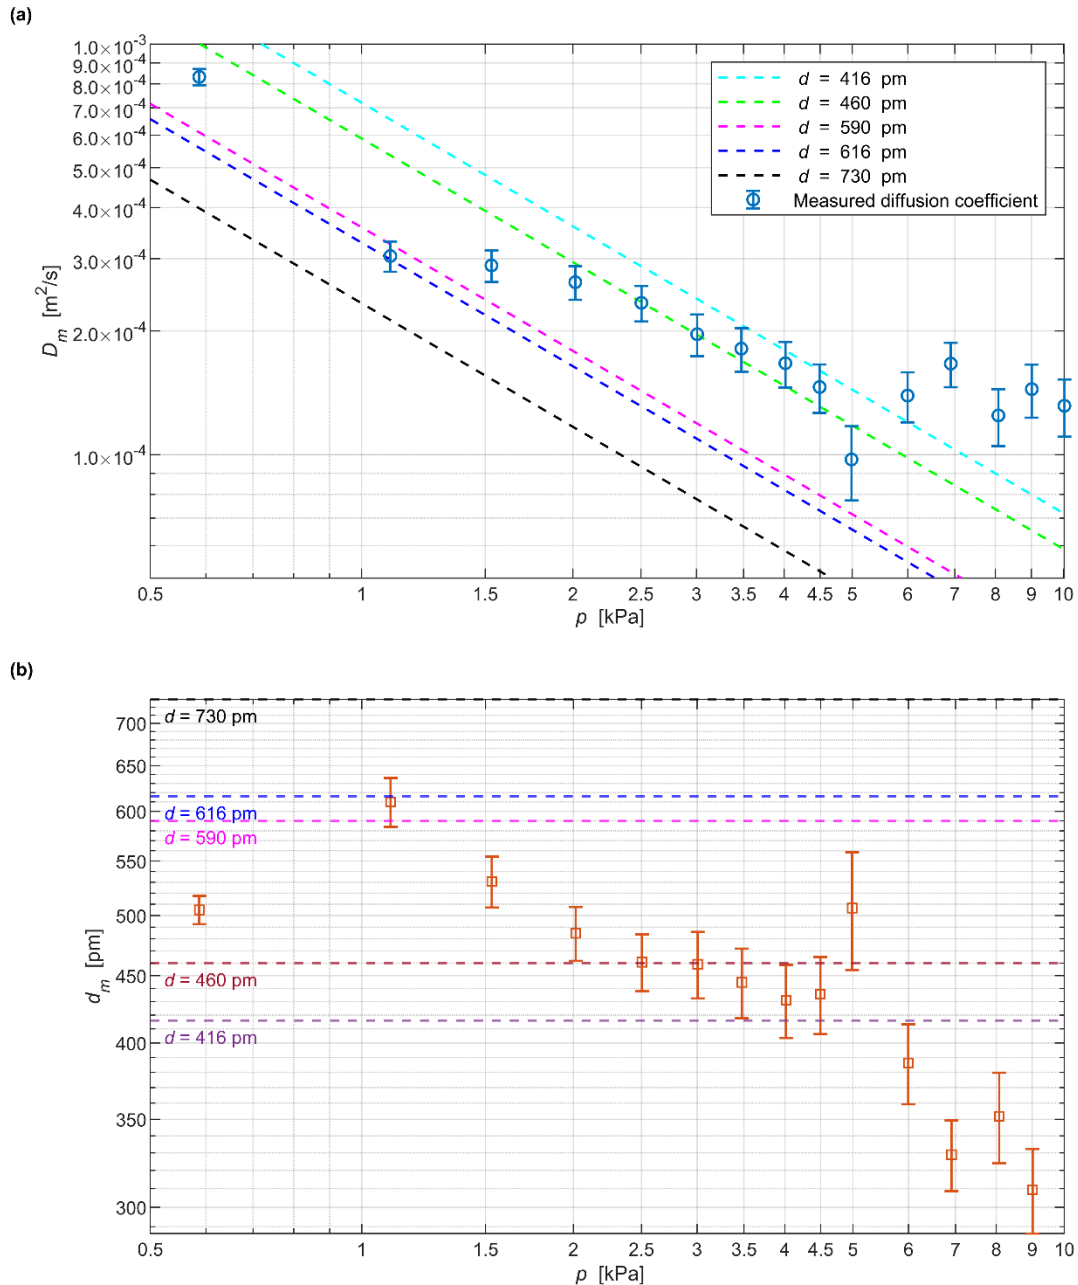 (a)
1.0×10⁻³
9.0×10⁻⁴
8.0×10⁻⁴
7.0×10⁻⁴
6.0×10⁻⁴
5.0×10⁻⁴
4.0×10⁻⁴
3.0×10⁻⁴
2.0×10⁻⁴
1.0×10⁻⁴
D_m [m²/s]
d = 416 pm
d = 460 pm
d = 590 pm
d = 616 pm
d = 730 pm
Measured diffusion coefficient
0.5 1 1.5 2 2.5 3 3.5 4 4.5 5 6 7 8 9 10
p [kPa]
(b)
700
650
600
550
500
450
400
350
300
d_m [pm]
d = 730 pm
d = 616 pm
d = 590 pm
d = 460 pm
d = 416 pm
0.5 1 1.5 2 2.5 3 3.5 4 4.5 5 6 7 8 9 10
p [kPa]